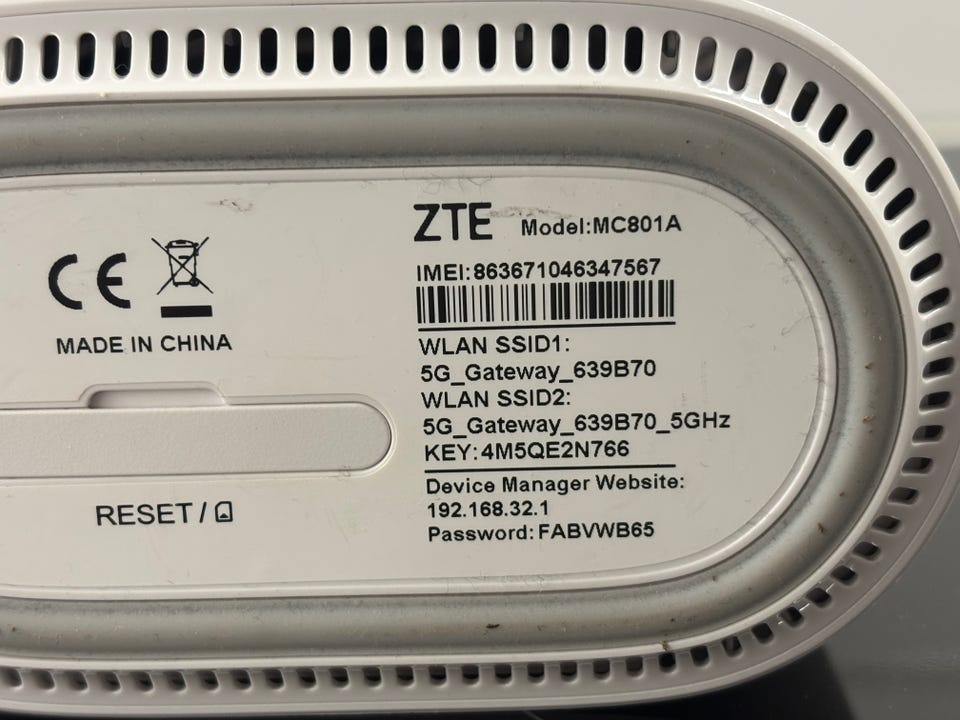 ZTE Model:MC801A
IMEI:863671046347567
WLAN SSID1:
5G_Gateway_639B70
WLAN SSID2:
5G_Gateway_639B70_5GHz
KEY:4M5QE2N766
Device Manager Website:
192.168.32.1
Password:FABVWB65
CE
MADE IN CHINA
RESET /